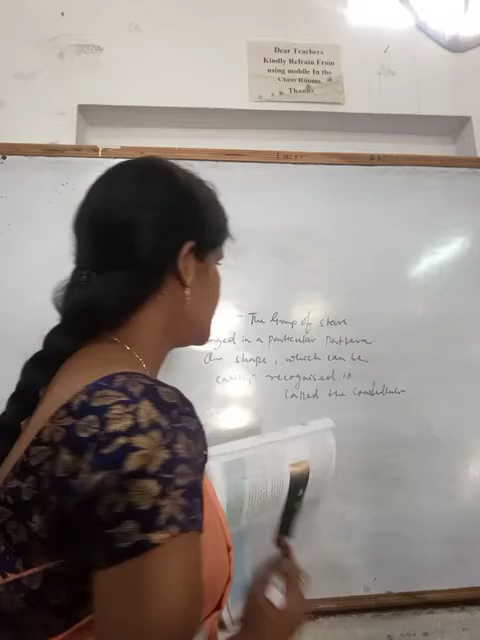 Dear Teachers
Kindly Refrain From
using mobile In the
Class Rooms.
Thanks
The Group of stars
nged in a particular pattern
Or shape, which can be
easily recognised is
Called the Constellation